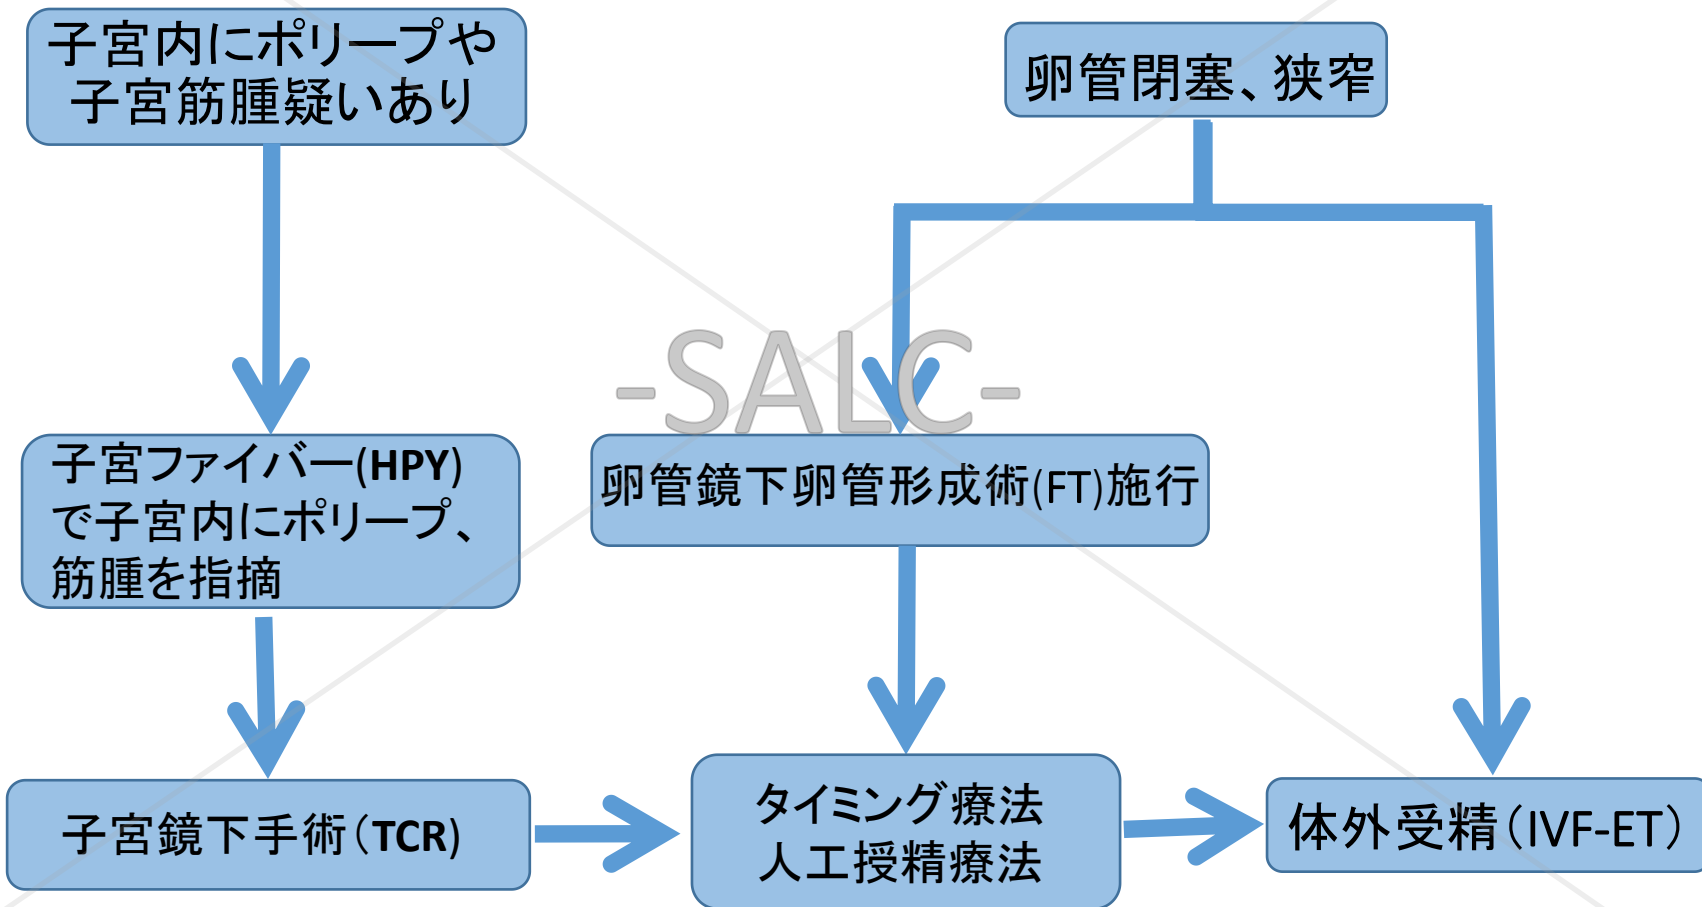 子宮内にポリープや
子宮筋腫疑いあり
卵管閉塞、狭窄
-SALC-
子宮ファイバー(HPY)
で子宮内にポリープ、
筋腫を指摘
卵管鏡下卵管形成術(FT)施行
子宮鏡下手術(TCR)
タイミング療法
人工授精療法
体外受精(IVF-ET)